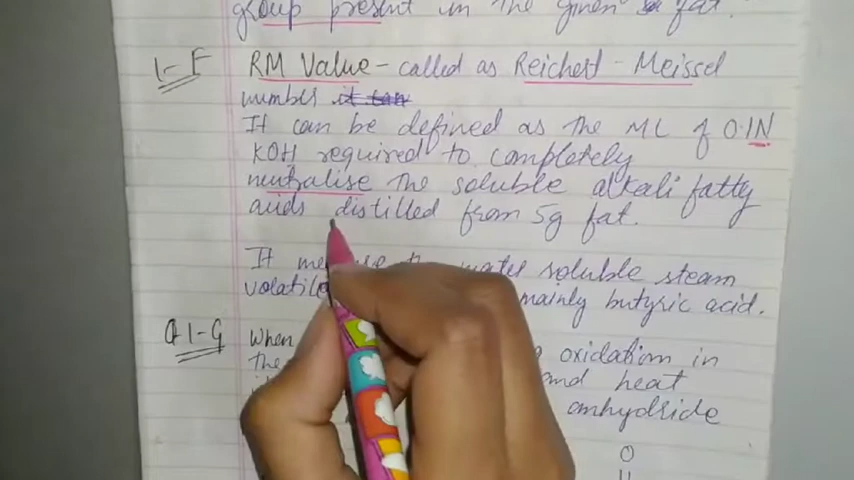 group present in the given fat.
1-F RM Value - called as Reichert - Meissel
number
It can be defined as the ML of 0.1N
KOH required to completely
neutralise the soluble alkali fatty
acids distilled from 5g fat.
It water soluble steam
mainly butyric acid.
Q1-G When oxidation in
the and heat
anhydride
O